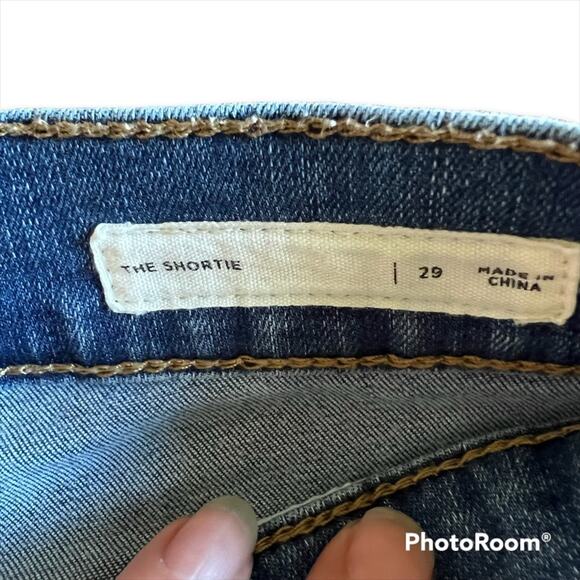 THE SHORTIE
| 29
MADE IN
CHINA
PhotoRoom®